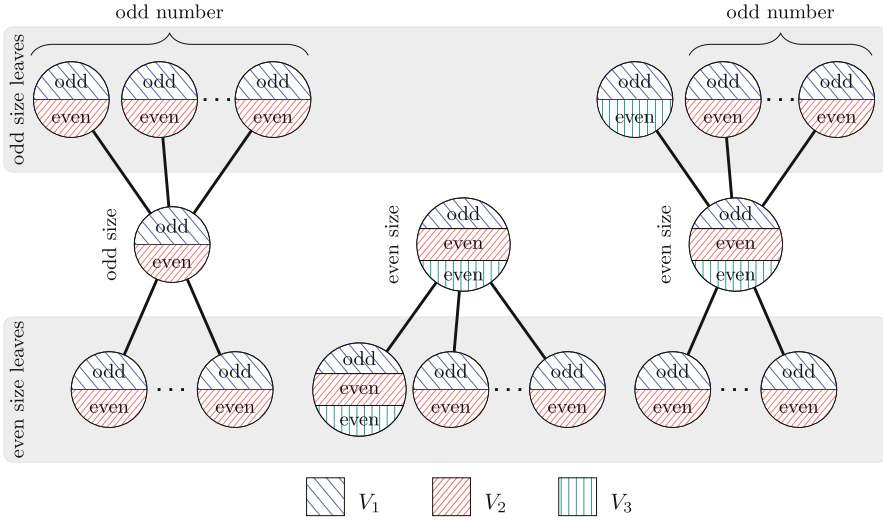 odd number
odd number
odd size leaves
odd
even
odd
even
...
odd
even
odd
even
odd
even
...
odd
even
odd size
odd
even
even size
odd
even
even
even size
odd
even
even
even size leaves
odd
even
...
odd
even
odd
even
even
odd
even
...
odd
even
odd
even
...
odd
even
V1
V2
V3